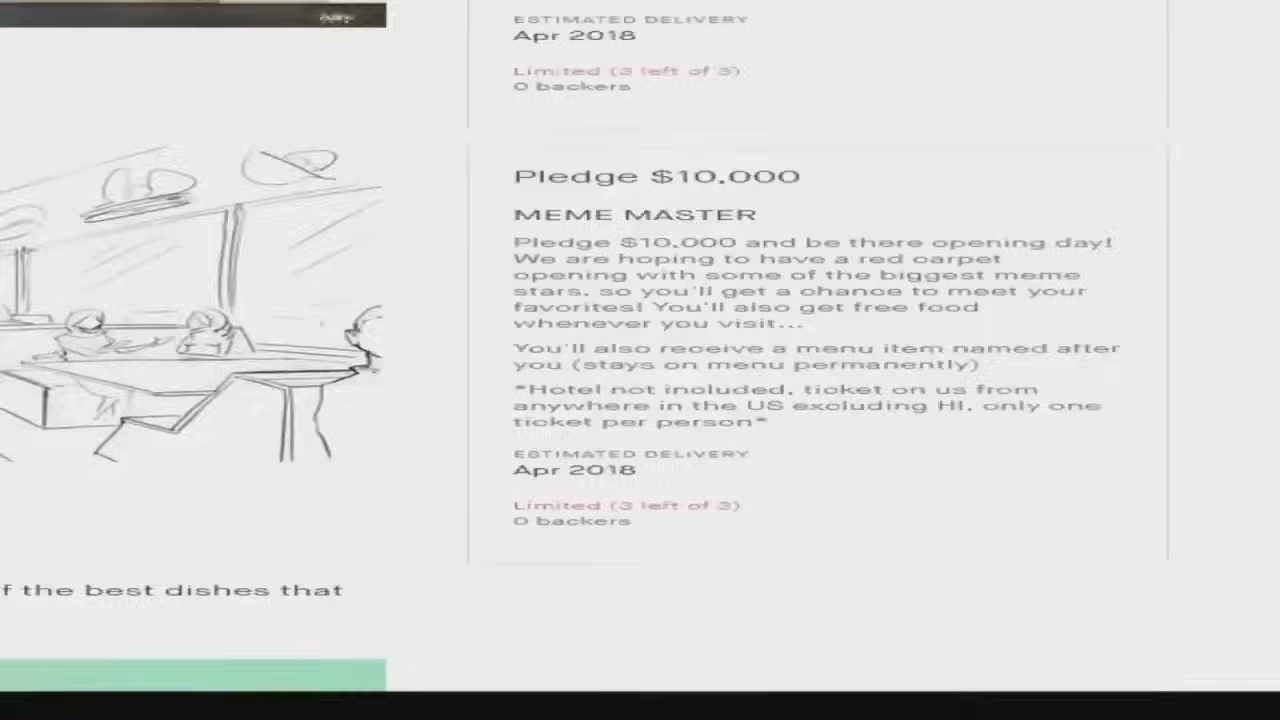 ESTIMATED DELIVERY
Apr 2018
Limited (3 left of 3)
0 backers
Pledge $10,000
MEME MASTER
Pledge $10,000 and be there opening day!
We are hoping to have a red carpet
opening with some of the biggest meme
stars, so you'll get a chance to meet your
favorites! You'll also get free food
whenever you visit...
You'll also receive a menu item named after
you (stays on menu permanently)
*Hotel not included, ticket on us from
anywhere in the US excluding HI, only one
ticket per person*
ESTIMATED DELIVERY
Apr 2018
Limited (3 left of 3)
0 backers
f the best dishes that